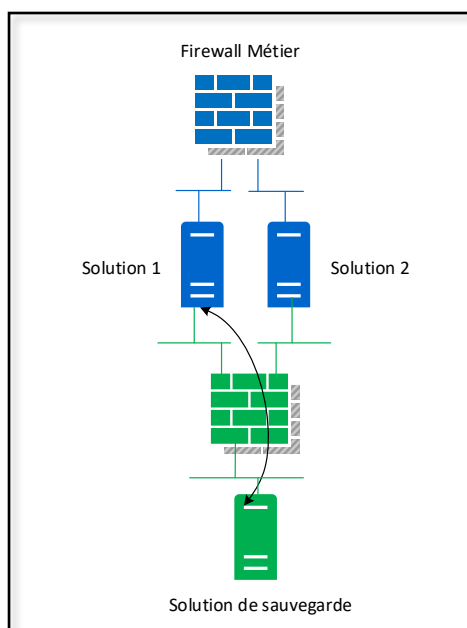 Firewall Métier
Solution 1
Solution 2
Solution de sauvegarde